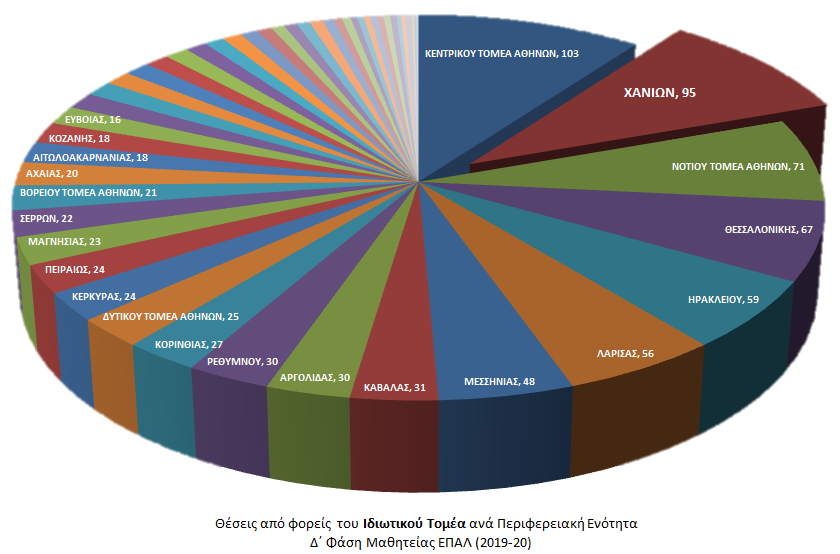 ΚΕΝΤΡΙΚΟΥ ΤΟΜΕΑ ΑΘΗΝΩΝ, 103
ΧΑΝΙΩΝ, 95
ΝΟΤΙΟΥ ΤΟΜΕΑ ΑΘΗΝΩΝ, 71
ΘΕΣΣΑΛΟΝΙΚΗΣ, 67
ΗΡΑΚΛΕΙΟΥ, 59
ΛΑΡΙΣΑΣ, 56
ΜΕΣΣΗΝΙΑΣ, 48
ΚΑΒΑΛΑΣ, 31
ΑΡΓΟΛΙΔΑΣ, 30
ΡΕΘΥΜΝΟΥ, 30
ΚΟΡΙΝΘΙΑΣ, 27
ΔΥΤΙΚΟΥ ΤΟΜΕΑ ΑΘΗΝΩΝ, 25
ΚΕΡΚΥΡΑΣ, 24
ΠΕΙΡΑΙΩΣ, 24
ΜΑΓΝΗΣΙΑΣ, 23
ΣΕΡΡΩΝ, 22
ΒΟΡΕΙΟΥ ΤΟΜΕΑ ΑΘΗΝΩΝ, 21
ΑΧΑΙΑΣ, 20
ΑΙΤΩΛΟΑΚΑΡΝΑΝΙΑΣ, 18
ΚΟΖΑΝΗΣ, 18
ΕΥΒΟΙΑΣ, 16
Θέσεις από φορείς του Ιδιωτικού Τομέα ανά Περιφερειακή Ενότητα
Δ΄ Φάση Μαθητείας ΕΠΑΛ (2019-20)